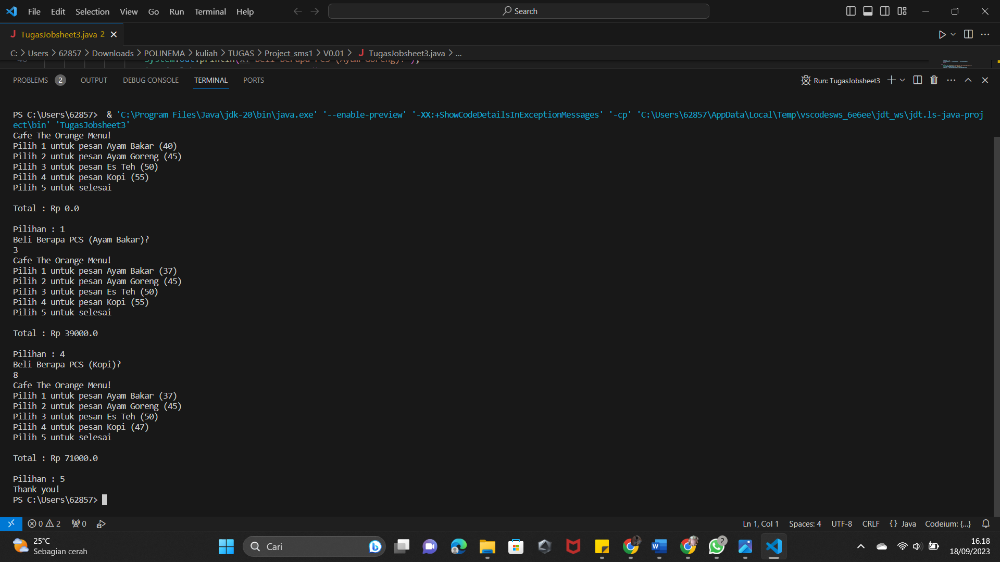 File Edit Selection View Go Run Terminal Help
Search
TugasJobsheet3.java 2
C: > Users > 62857 > Downloads > POLINEMA > kuliah > TUGAS > Project_sms1 > V0.01 > TugasJobsheet3.java > ...
System.out.println(x: "Beli Berapa PCS (Ayam Goreng)?");
PROBLEMS 2 OUTPUT DEBUG CONSOLE TERMINAL PORTS
Run: TugasJobsheet3
PS C:\Users\62857>  & 'C:\Program Files\Java\jdk-20\bin\java.exe' '--enable-preview' '-XX:+ShowCodeDetailsInExceptionMessages' '-cp' 'C:\Users\62857\AppData\Local\Temp\vscodesws_6e6ee\jdt_ws\jdt.ls-java-proj
ect\bin' 'TugasJobsheet3'
Cafe The Orange Menu!
Pilih 1 untuk pesan Ayam Bakar (40)
Pilih 2 untuk pesan Ayam Goreng (45)
Pilih 3 untuk pesan Es Teh (50)
Pilih 4 untuk pesan Kopi (55)
Pilih 5 untuk selesai
Total : Rp 0.0
Pilihan : 1
Beli Berapa PCS (Ayam Bakar)?
3
Cafe The Orange Menu!
Pilih 1 untuk pesan Ayam Bakar (37)
Pilih 2 untuk pesan Ayam Goreng (45)
Pilih 3 untuk pesan Es Teh (50)
Pilih 4 untuk pesan Kopi (55)
Pilih 5 untuk selesai
Total : Rp 39000.0
Pilihan : 4
Beli Berapa PCS (Kopi)?
8
Cafe The Orange Menu!
Pilih 1 untuk pesan Ayam Bakar (37)
Pilih 2 untuk pesan Ayam Goreng (45)
Pilih 3 untuk pesan Es Teh (50)
Pilih 4 untuk pesan Kopi (47)
Pilih 5 untuk selesai
Total : Rp 71000.0
Pilihan : 5
Thank you!
PS C:\Users\62857>
0 2 0
Ln 1, Col 1 Spaces: 4 UTF-8 CRLF {} Java Codeium: {...}
25°C
Sebagian cerah
Cari
2
16.18
18/09/2023